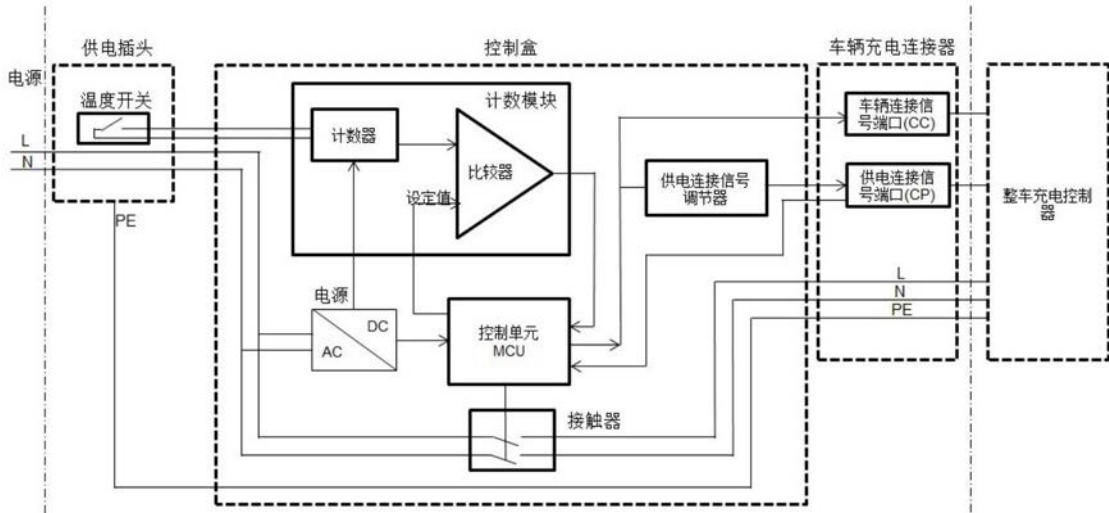 供电插头
控制盒
车辆充电连接器
电源
温度开关
计数模块
计数器
比较器
设定值
车辆连接信
号端口(CC)
供电连接信号
调节器
供电连接信
号端口(CP)
整车充电控制
器
L
N
PE
电源
DC
AC
控制单元
MCU
接触器
L
N
PE
PE